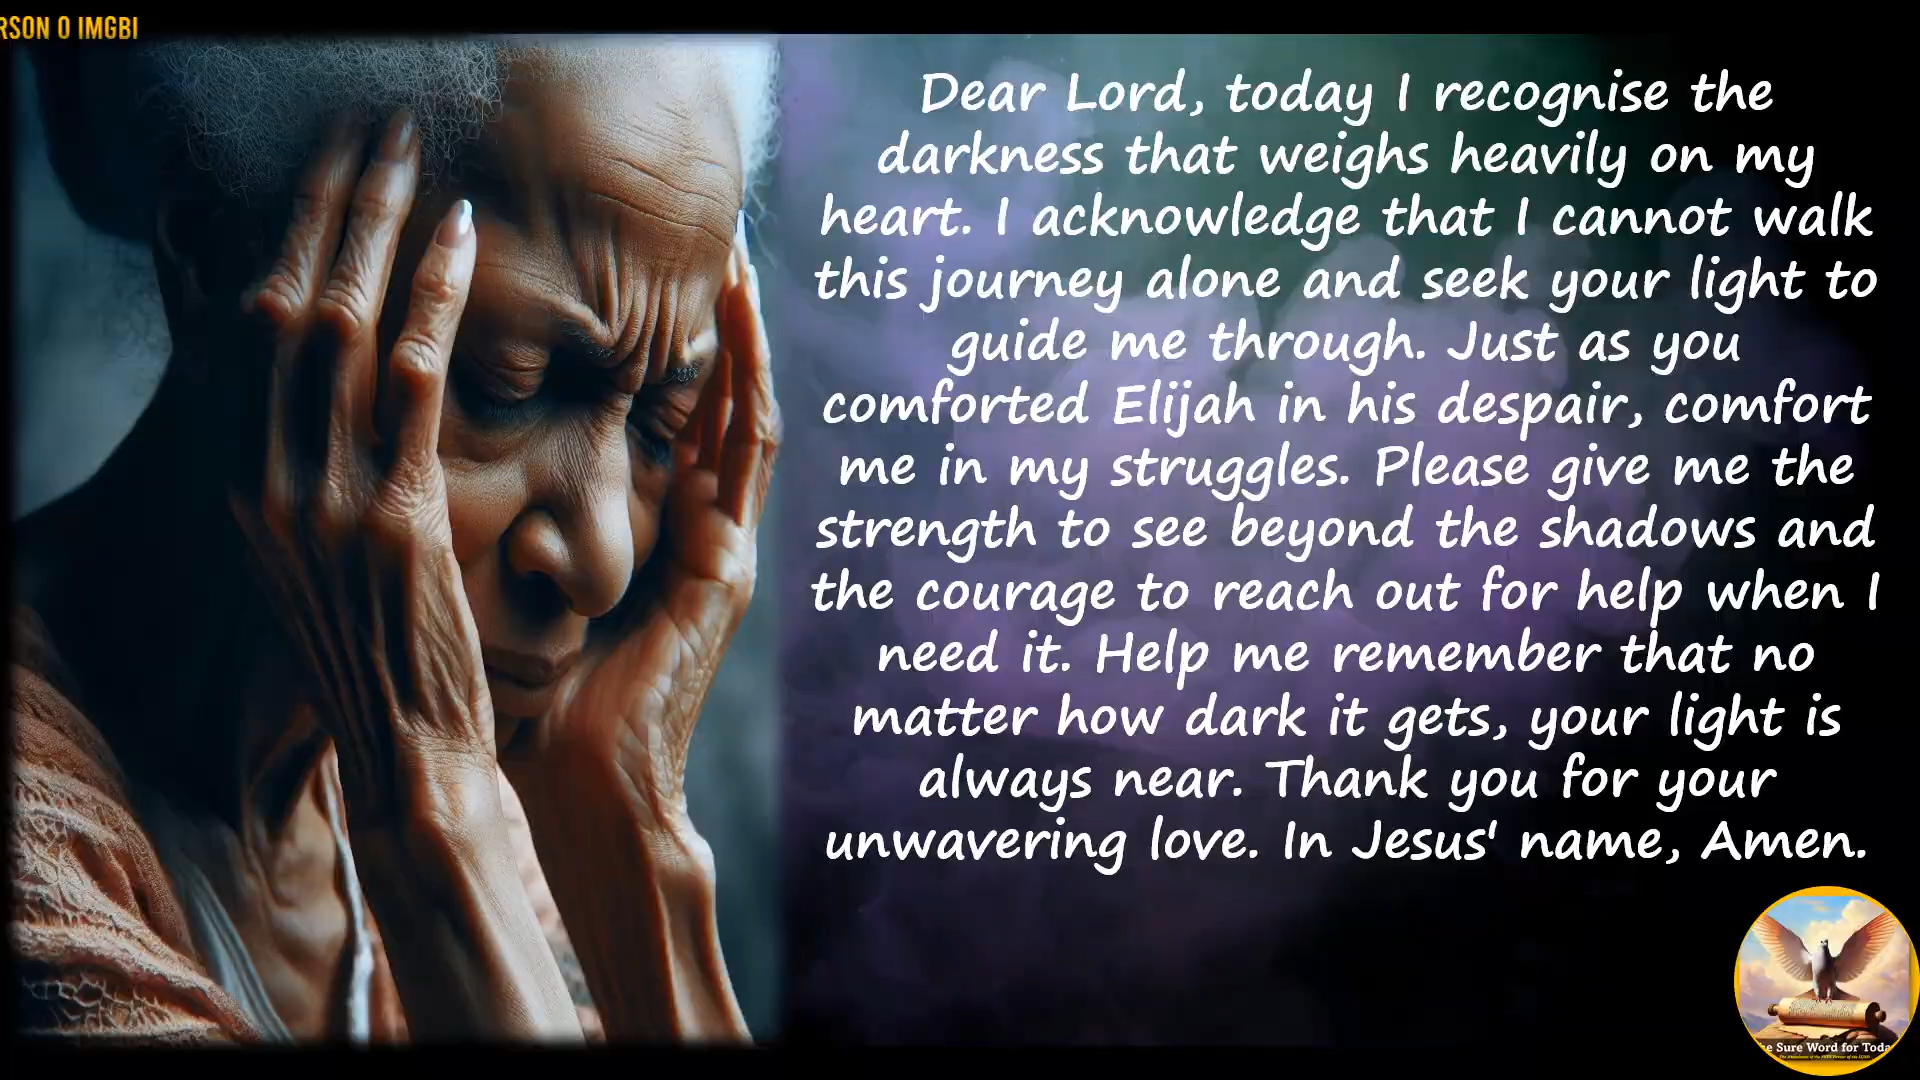 RSON O IMGBI
Dear Lord, today I recognise the
darkness that weighs heavily on my
heart. I acknowledge that I cannot walk
this journey alone and seek your light to
guide me through. Just as you
comforted Elijah in his despair, comfort
me in my struggles. Please give me the
strength to see beyond the shadows and
the courage to reach out for help when I
need it. Help me remember that no
matter how dark it gets, your light is
always near. Thank you for your
unwavering love. In Jesus' name, Amen.
he Sure Word for Toda